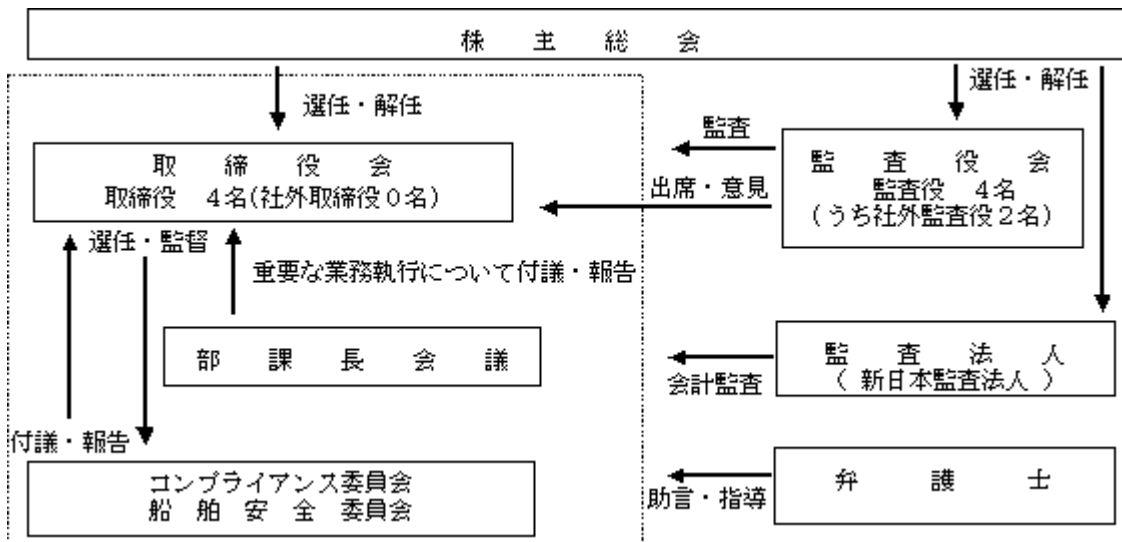 株主総会
選任・解任
選任・解任
取締役会
取締役 4名(社外取締役0名)
監査
監査役会
監査役 4名
(うち社外監査役2名)
出席・意見
選任・監督
重要な業務執行について付議・報告
部課長会議
監査法人
(新日本監査法人)
会計監査
付議・報告
コンプライアンス委員会
船舶安全委員会
弁護士
助言・指導